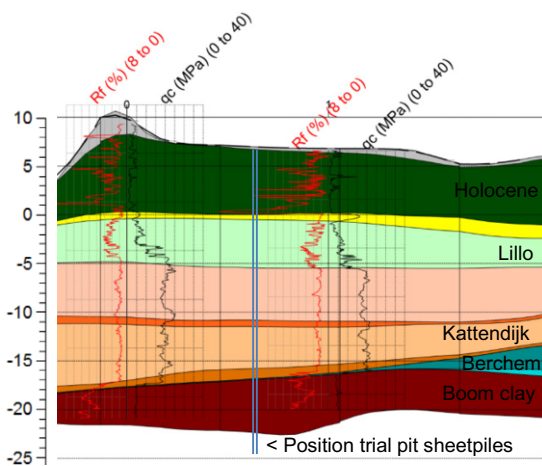 Rf (%) (8 to 0)
qc (MPa) (0 to 40)
Rf (%) (8 to 0)
qc (MPa) (0 to 40)
0
10
5
0
-5
-10
-15
-20
-25
Holocene
Lillo
Kattendijk
Berchem
Boom clay
< Position trial pit sheetpiles